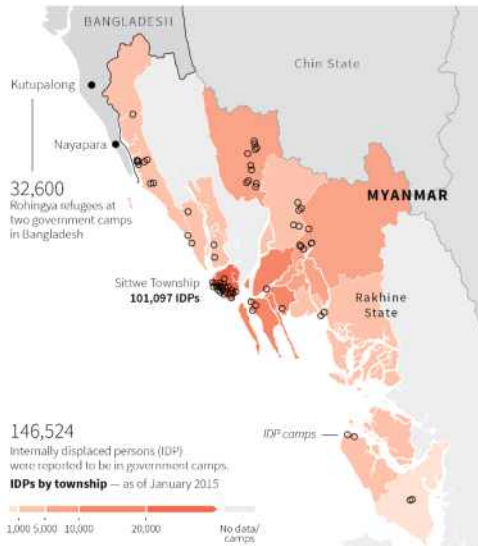 BANGLADESH
Chin State
Kutupalong
Nayapara
MYANMAR
32,600
Rohingya refugees at
two government camps
in Bangladesh
Sittwe Township
101,097 IDPs
Rakhine
State
IDP camps
146,524
Internally displaced persons (IDP)
were reported to be in government camps.
IDPs by township — as of January 2015
1,000 5,000 10,000 20,000 No data/
camps